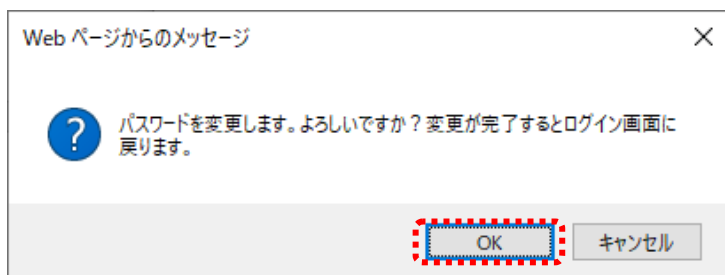 Web ページからのメッセージ
パスワードを変更します。よろしいですか？変更が完了するとログイン画面に
戻ります。
OK
キャンセル